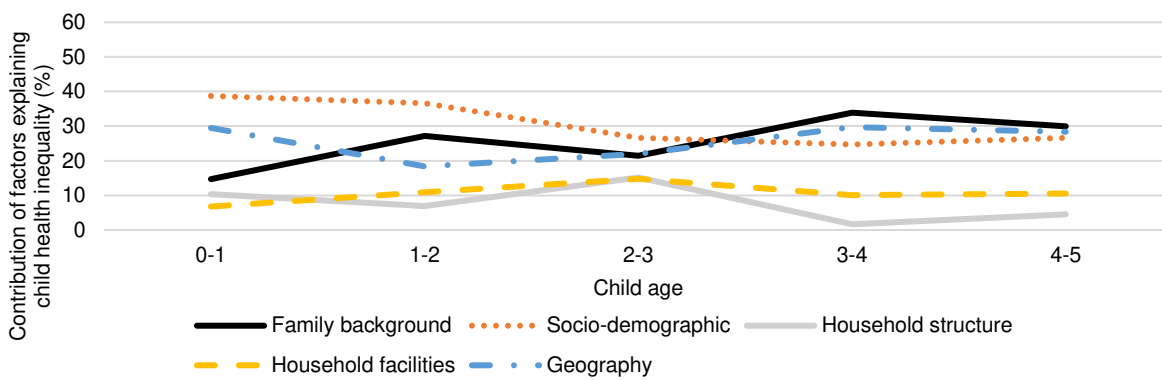 Contribution of factors explaining
child health inequality (%)
60
50
40
30
20
10
0
0-1 1-2 2-3 3-4 4-5
Child age
Family background Socio-demographic Household structure
Household facilities Geography